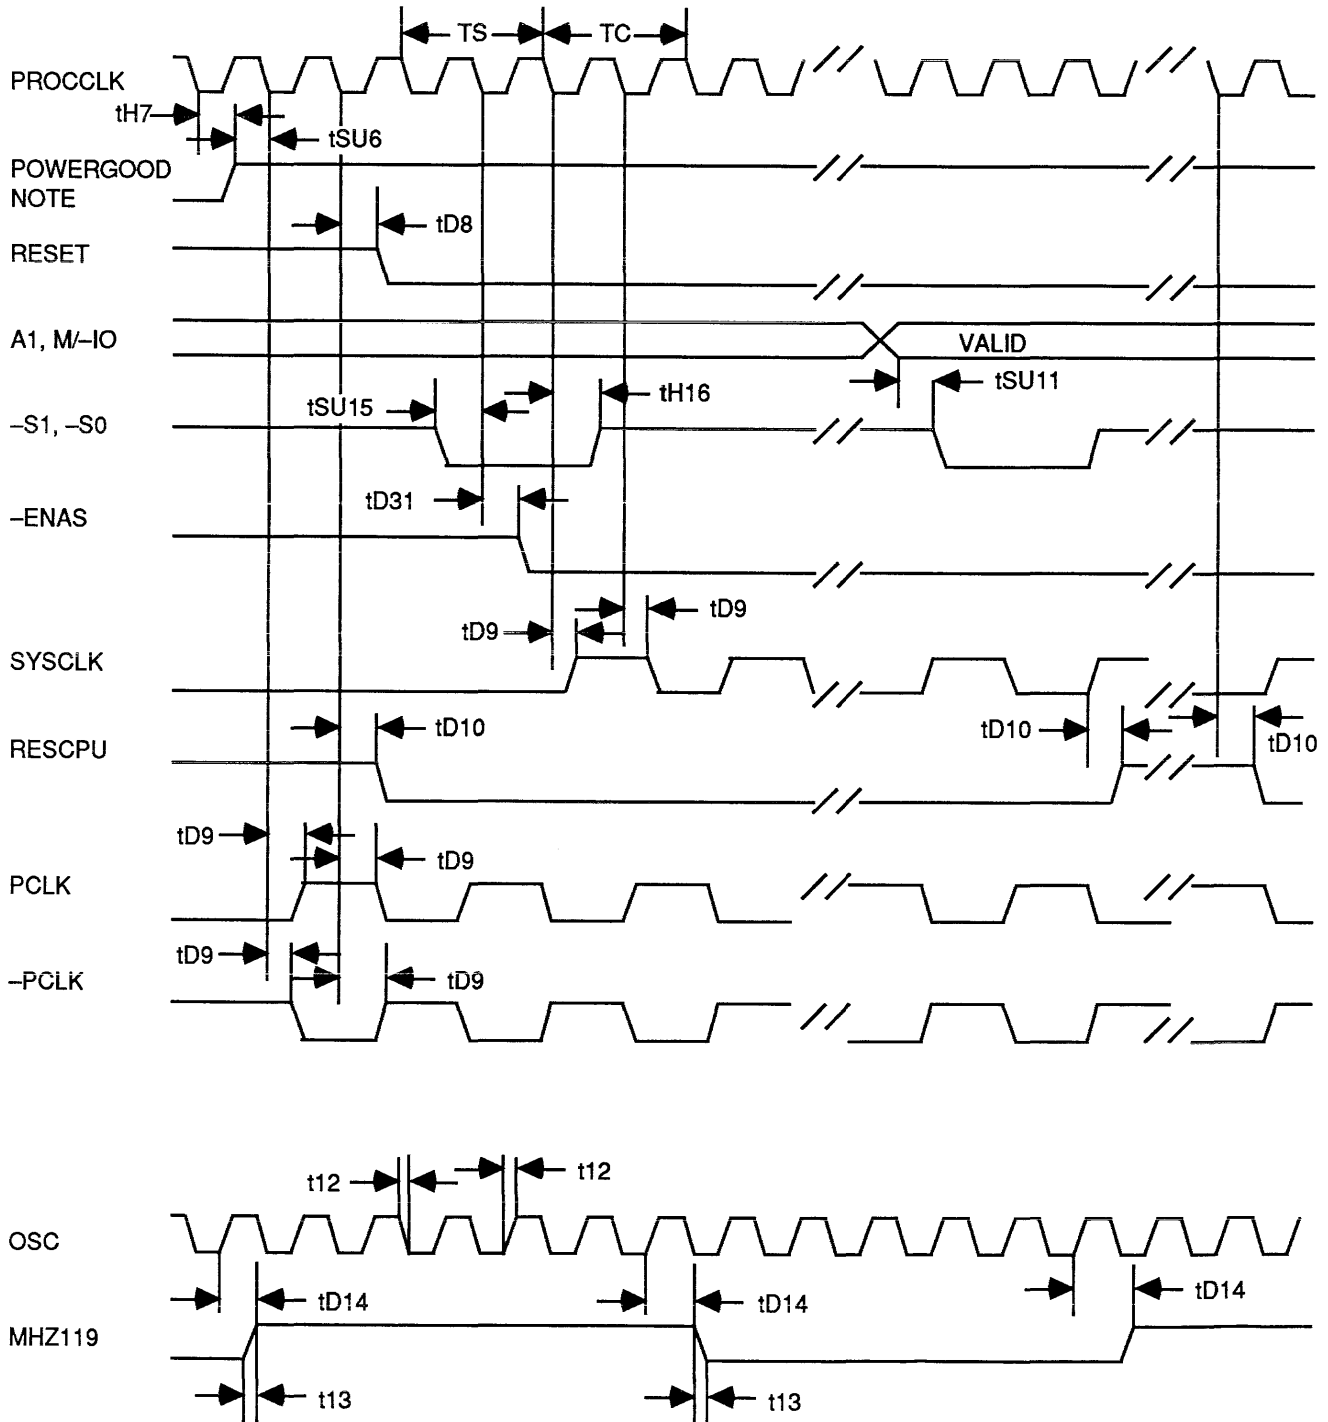 TS TC
PROCCLK
tH7
tSU6
POWERGOOD
NOTE
tD8
RESET
A1, M/–IO
VALID
tSU11
tSU15 tH16
–S1, –S0
tD31
–ENAS
tD9
tD9
SYSCLK
tD10 tD10 tD10
RESCPU
tD9
tD9
PCLK
tD9
–PCLK tD9
t12 t12
OSC
tD14 tD14 tD14
MHZ119
t13 t13